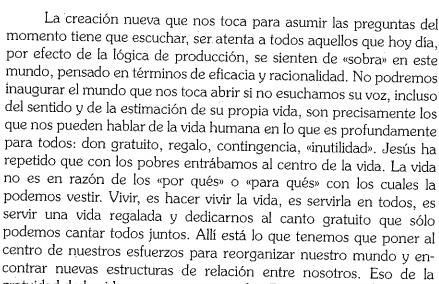 La creación nueva que nos toca para asumir las preguntas del
momento tiene que escuchar, ser atenta a todos aquellos que hoy día,
por efecto de la lógica de producción, se sienten de «sobra» en este
mundo, pensado en términos de eficacia y racionalidad. No podremos
inaugurar el mundo que nos toca abrir si no escuchamos su voz, incluso
del sentido y de la estimación de su propia vida, son precisamente los
que nos pueden hablar de la vida humana en lo que es profundamente
para todos: don gratuito, regalo, contingencia, «inutilidad». Jesús ha
repetido que con los pobres entrábamos al centro de la vida. La vida
no es en razón de los «por qués» o «para qués» con los cuales la
podemos vestir. Vivir, es hacer vivir la vida, es servirla en todos, es
servir una vida regalada y dedicarnos al canto gratuito que sólo
podemos cantar todos juntos. Allí está lo que tenemos que poner al
centro de nuestros esfuerzos para reorganizar nuestro mundo y en-
contrar nuevas estructuras de relación entre nosotros. Eso de la